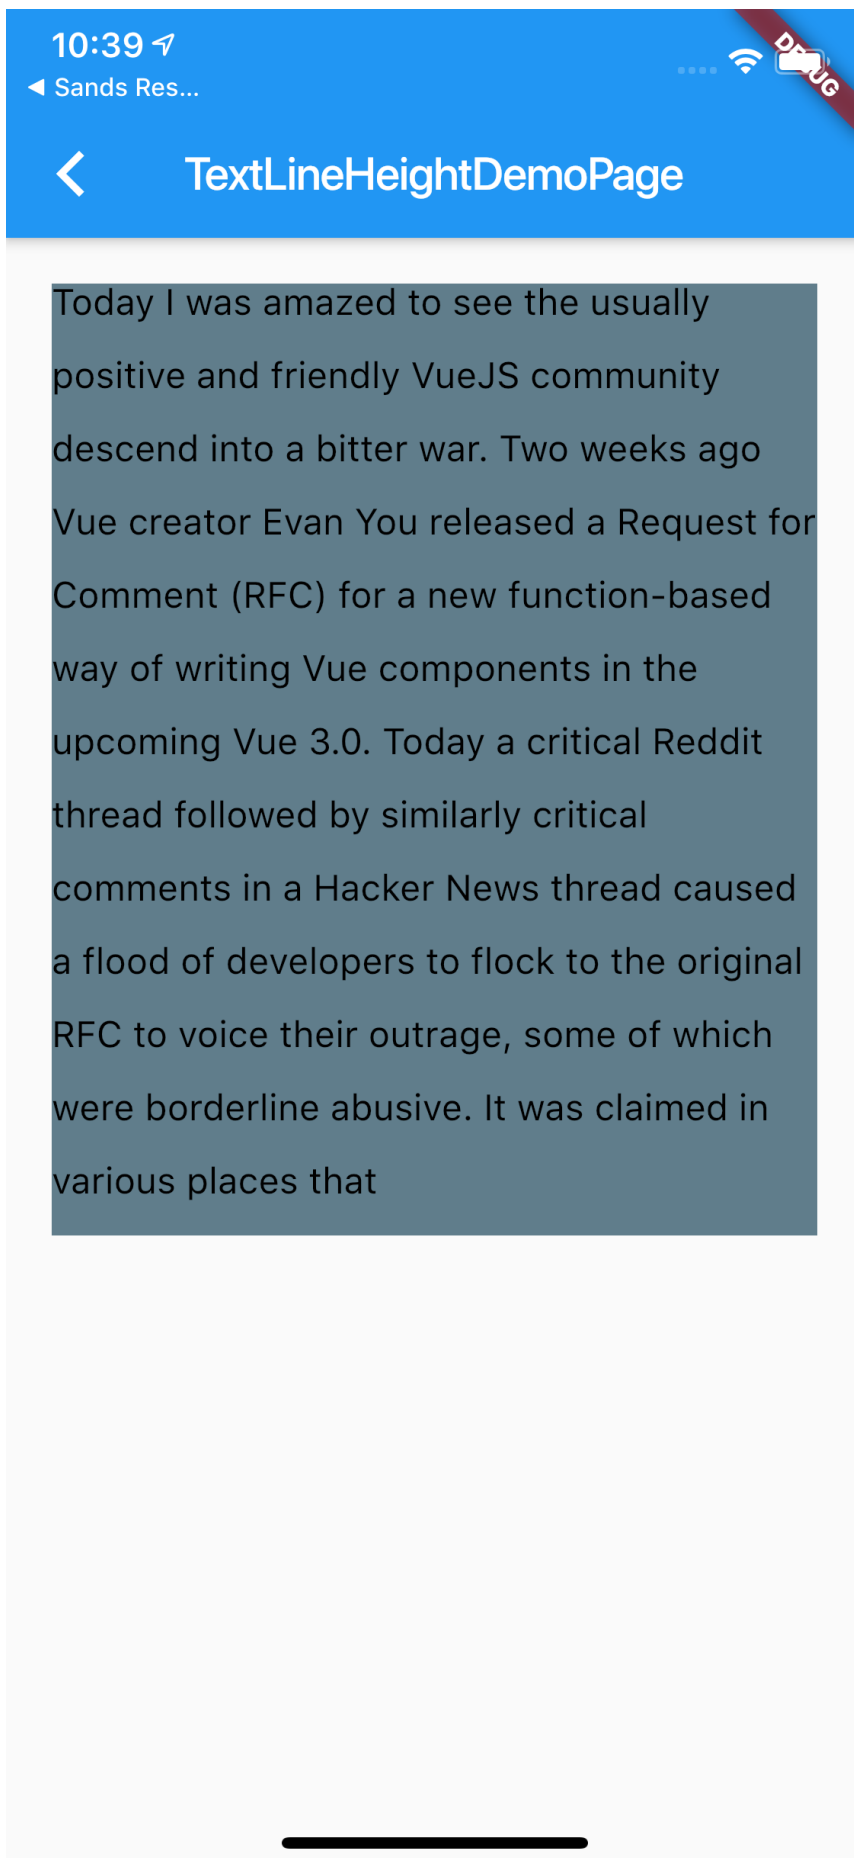 10:39
Sands Res...
DEBUG
TextLineHeightDemoPage
Today I was amazed to see the usually
positive and friendly VueJS community
descend into a bitter war. Two weeks ago
Vue creator Evan You released a Request for
Comment (RFC) for a new function-based
way of writing Vue components in the
upcoming Vue 3.0. Today a critical Reddit
thread followed by similarly critical
comments in a Hacker News thread caused
a flood of developers to flock to the original
RFC to voice their outrage, some of which
were borderline abusive. It was claimed in
various places that